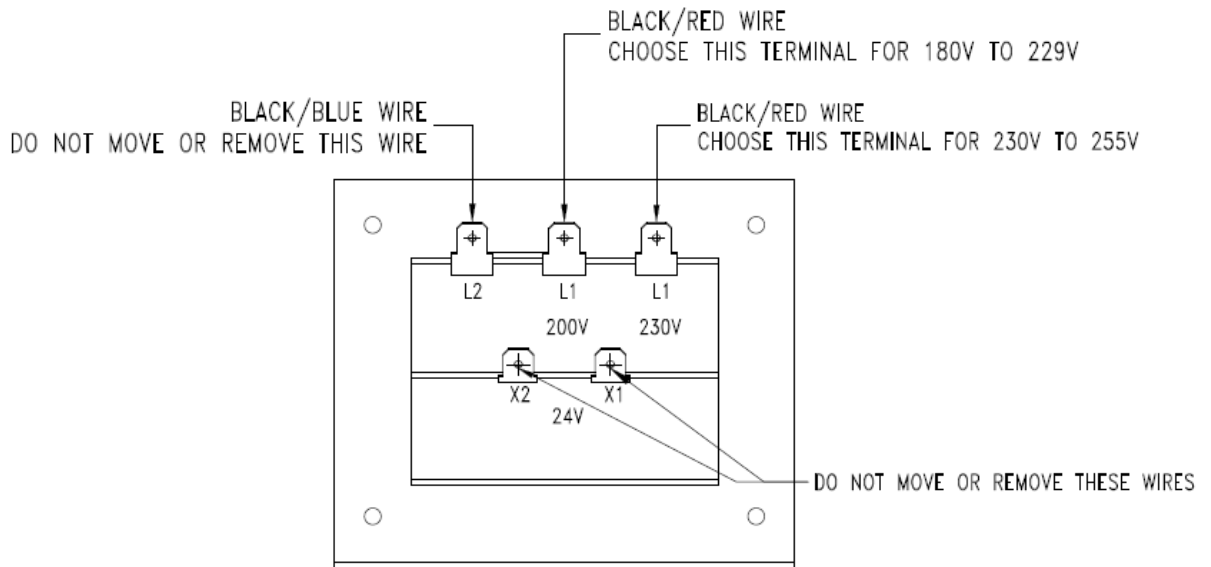 BLACK/RED WIRE
CHOOSE THIS TERMINAL FOR 180V TO 229V
BLACK/BLUE WIRE
DO NOT MOVE OR REMOVE THIS WIRE
BLACK/RED WIRE
CHOOSE THIS TERMINAL FOR 230V TO 255V
L2
L1
L1
200V
230V
X2
X1
24V
DO NOT MOVE OR REMOVE THESE WIRES